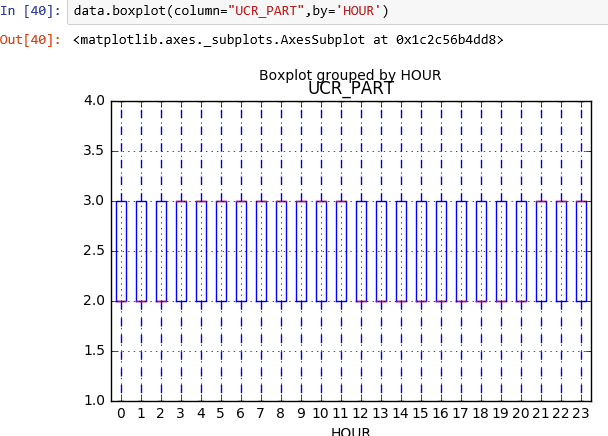 In [40]: data.boxplot(column="UCR_PART",by='HOUR')
Out[40]: <matplotlib.axes._subplots.AxesSubplot at 0x1c2c56b4dd8>
Boxplot grouped by HOUR
UCR_PART
4.0
3.5
3.0
2.5
2.0
1.5
1.0
0 1 2 3 4 5 6 7 8 9 10 11 12 13 14 15 16 17 18 19 20 21 22 23
HOUR